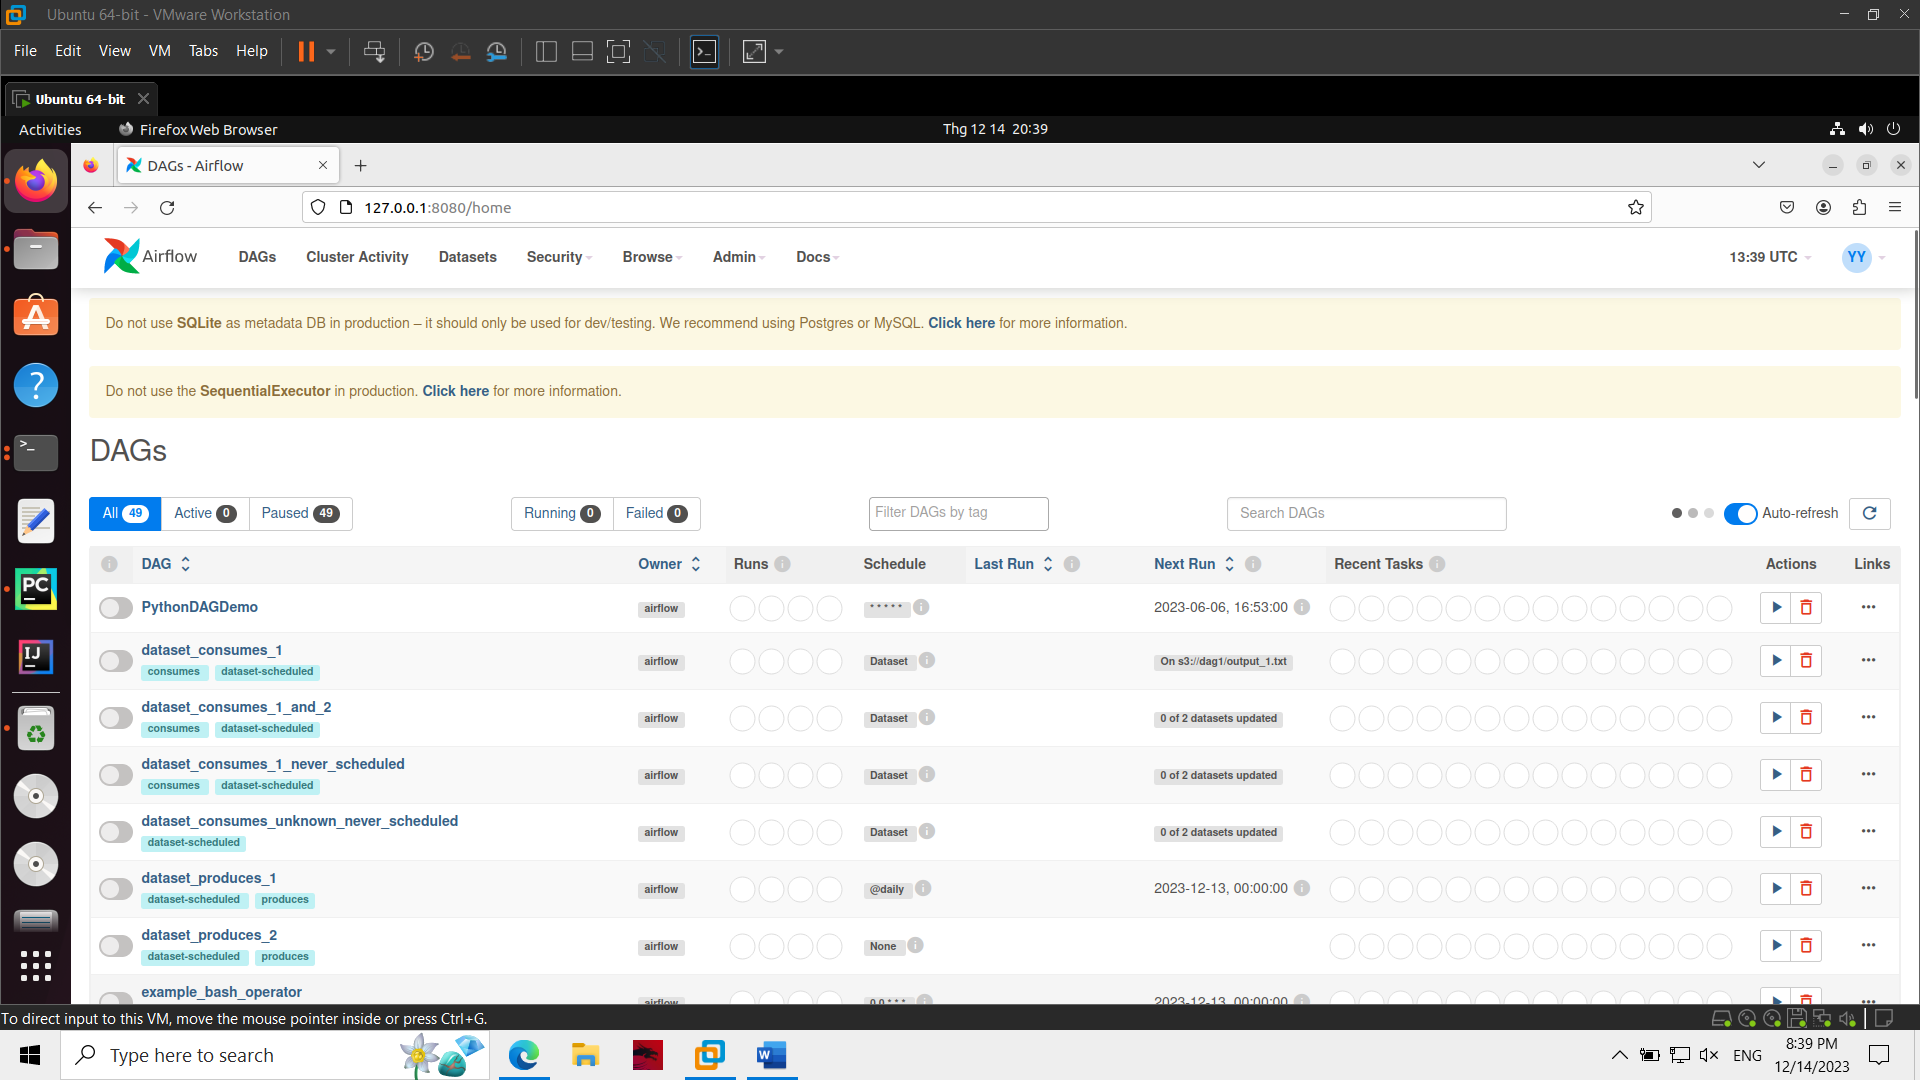 Ubuntu 64-bit - VMware Workstation
File Edit View VM Tabs Help
Ubuntu 64-bit
Activities Firefox Web Browser Thg 12 14 20:39
DAGs - Airflow
127.0.0.1:8080/home
Airflow DAGs Cluster Activity Datasets Security Browse Admin Docs 13:39 UTC YY
Do not use SQLite as metadata DB in production – it should only be used for dev/testing. We recommend using Postgres or MySQL. Click here for more information.
Do not use the SequentialExecutor in production. Click here for more information.
DAGs
All 49 Active 0 Paused 49 Running 0 Failed 0 Filter DAGs by tag Search DAGs Auto-refresh
DAG Owner Runs Schedule Last Run Next Run Recent Tasks Actions Links
PythonDAGDemo airflow * * * * * 2023-06-06, 16:53:00
dataset_consumes_1
consumes dataset-scheduled airflow Dataset On s3://dag1/output_1.txt
dataset_consumes_1_and_2
consumes dataset-scheduled airflow Dataset 0 of 2 datasets updated
dataset_consumes_1_never_scheduled
consumes dataset-scheduled airflow Dataset 0 of 2 datasets updated
dataset_consumes_unknown_never_scheduled
dataset-scheduled airflow Dataset 0 of 2 datasets updated
dataset_produces_1
dataset-scheduled produces airflow @daily 2023-12-13, 00:00:00
dataset_produces_2
dataset-scheduled produces airflow None
example_bash_operator
airflow 0 0 * * * 2023-12-13, 00:00:00
To direct input to this VM, move the mouse pointer inside or press Ctrl+G.
Type here to search
ENG
8:39 PM
12/14/2023